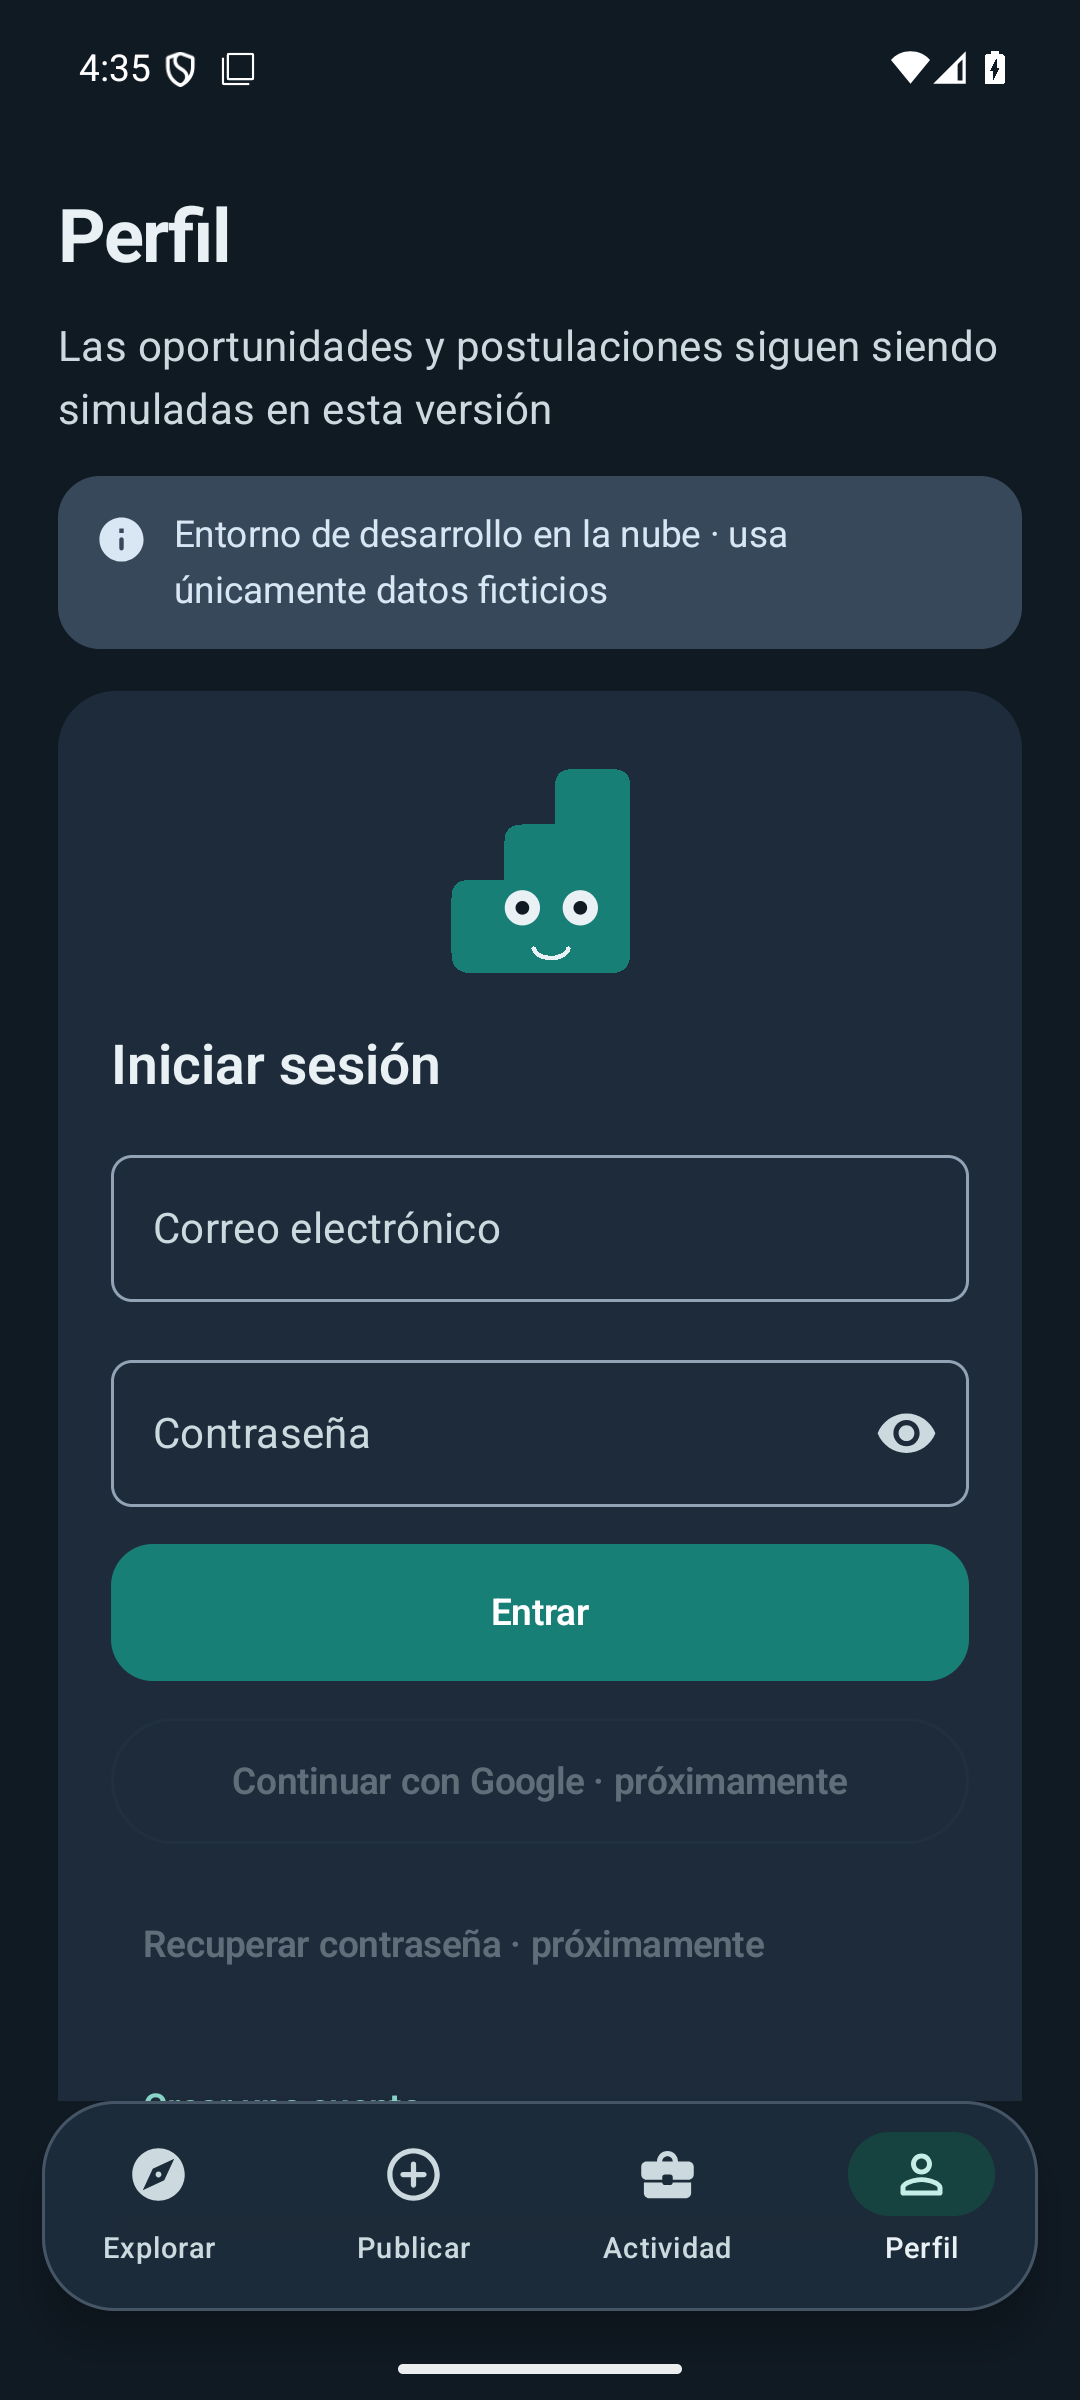 4:35
Perfil
Las oportunidades y postulaciones siguen siendo
simuladas en esta versión
Entorno de desarrollo en la nube · usa
únicamente datos ficticios
Iniciar sesión
Correo electrónico
Contraseña
Entrar
Continuar con Google · próximamente
Recuperar contraseña · próximamente
Explorar
Publicar
Actividad
Perfil